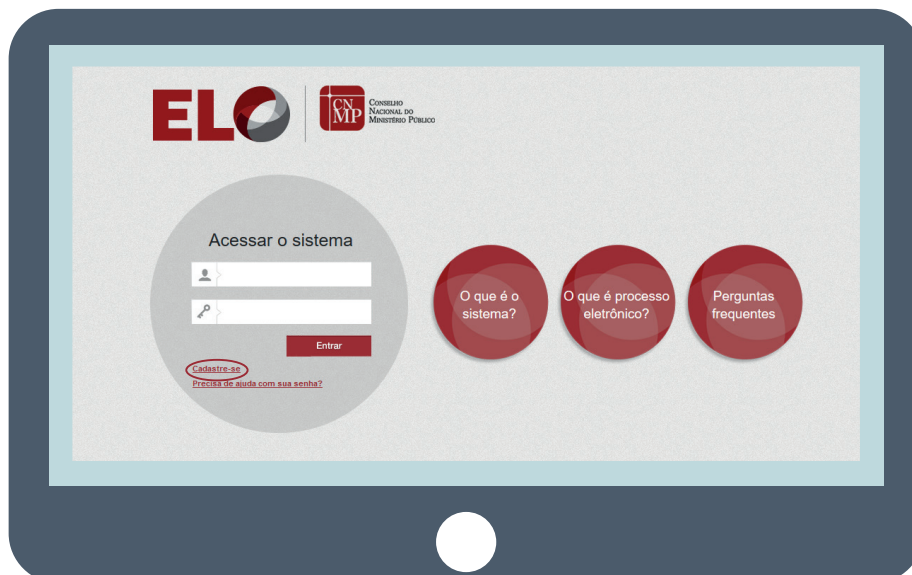 ELO
CNMP
CONSELHO
NACIONAL DO
MINISTÉRIO PÚBLICO
Acessar o sistema
Entrar
Cadastre-se
Precisa de ajuda com sua senha?
O que é o
sistema?
O que é processo
eletrônico?
Perguntas
frequentes